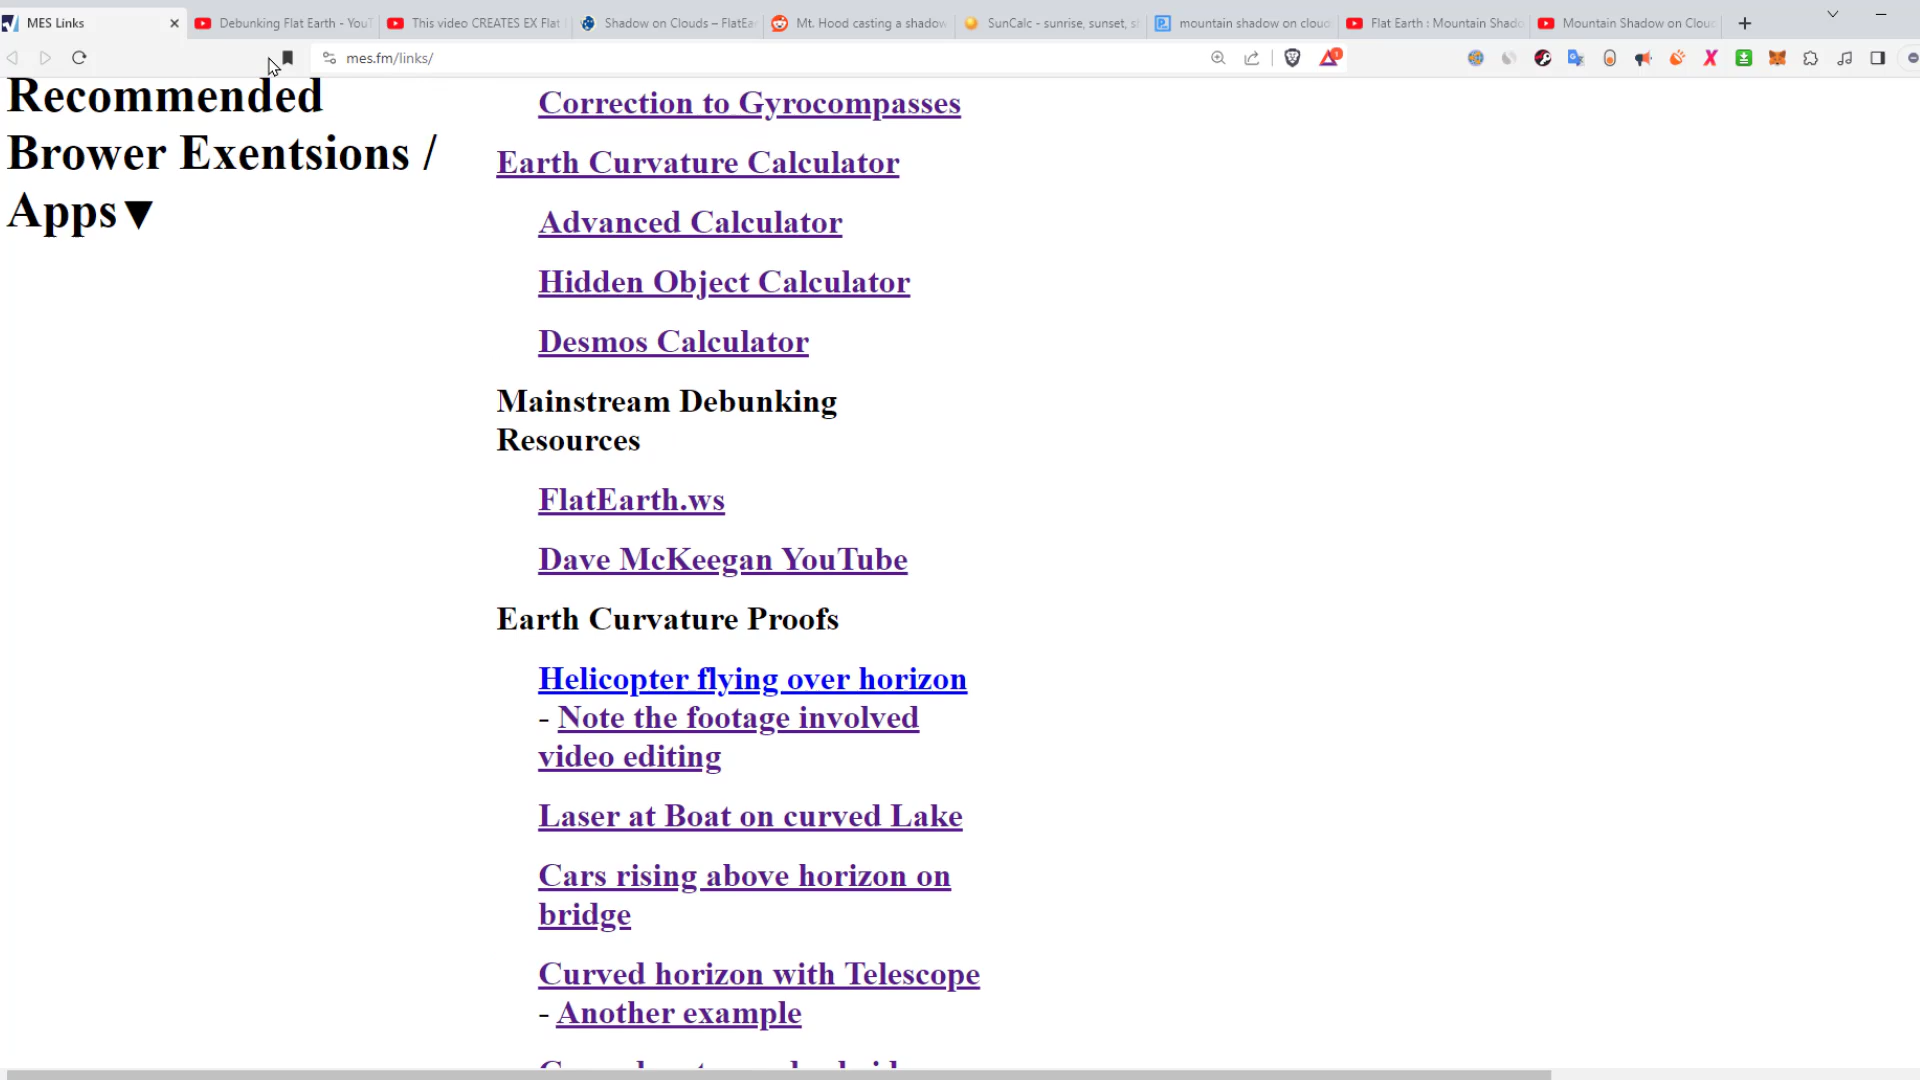 MES Links
Debunking Flat Earth - YouT
This video CREATES EX Flat
Shadow on Clouds – FlatEa
Mt. Hood casting a shadow
SunCalc - sunrise, sunset, s
mountain shadow on cloud
Flat Earth : Mountain Shado
Mountain Shadow on Clou
mes.fm/links/
1
Recommended
Brower Exentsions /
Apps▼
Correction to Gyrocompasses
Earth Curvature Calculator
Advanced Calculator
Hidden Object Calculator
Desmos Calculator
Mainstream Debunking
Resources
FlatEarth.ws
Dave McKeegan YouTube
Earth Curvature Proofs
Helicopter flying over horizon
- Note the footage involved
video editing
Laser at Boat on curved Lake
Cars rising above horizon on
bridge
Curved horizon with Telescope
- Another example